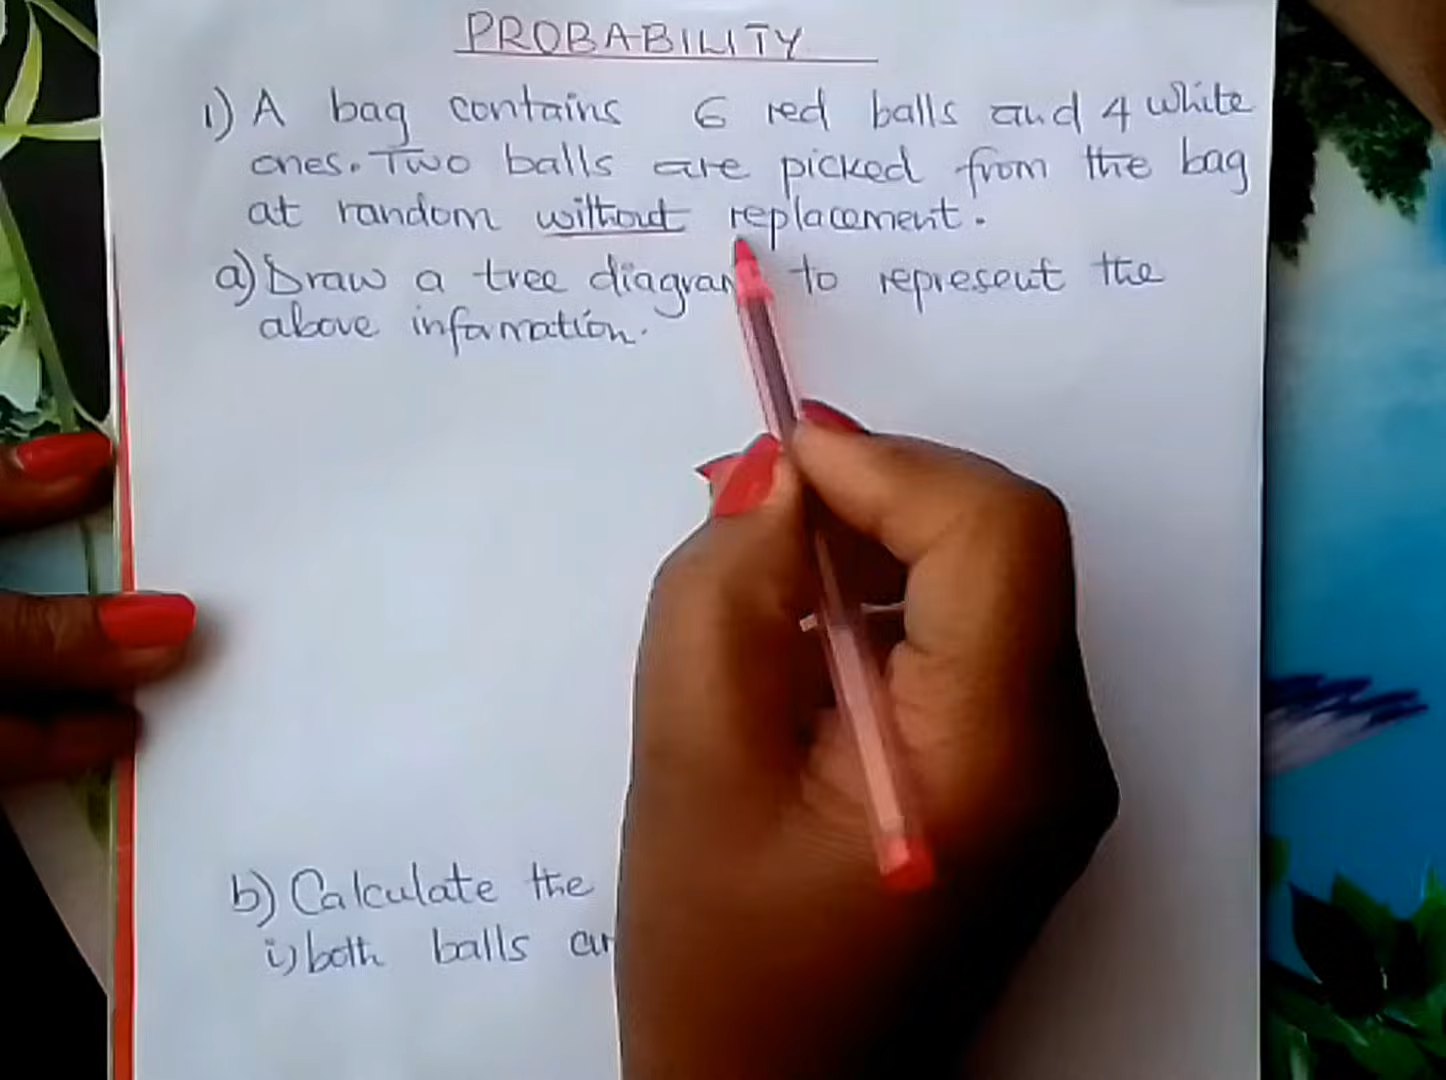 PROBABILITY
1) A bag contains 6 red balls and 4 white
ones. Two balls are picked from the bag
at random without replacement.
a) Draw a tree diagram to represent the
above information.
b) Calculate the
i) both balls